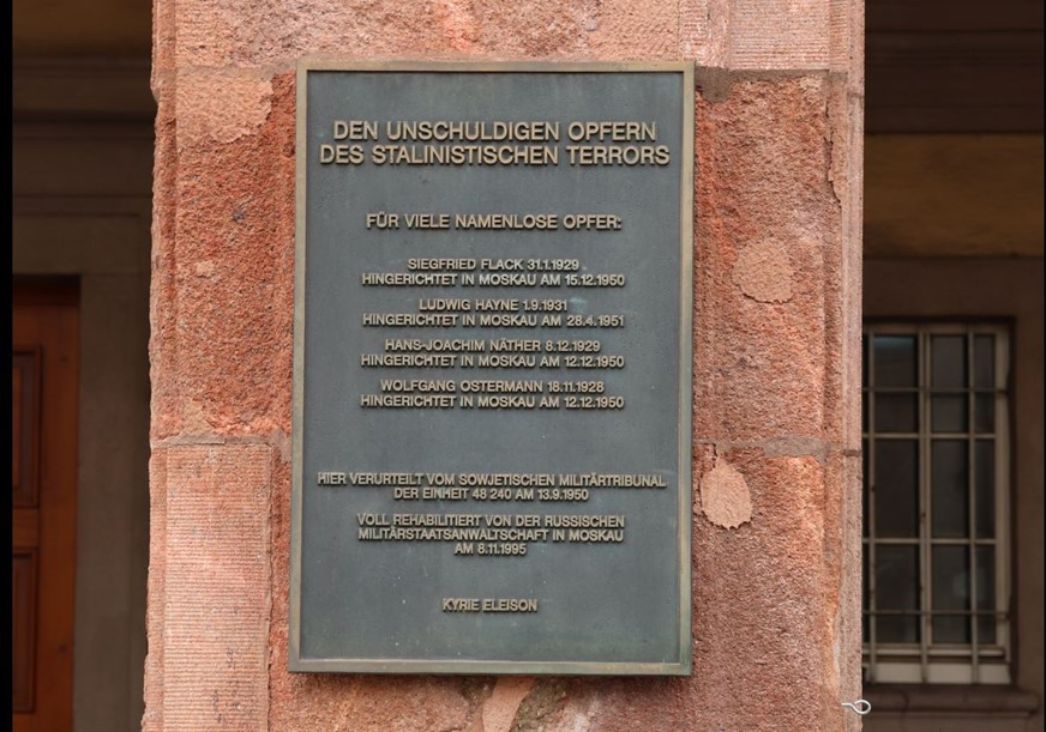 DEN UNSCHULDIGEN OPFERN
DES STALINISTISCHEN TERRORS
FÜR VIELE NAMENLOSE OPFER:
SIEGFRIED FLACK 31.1.1929
HINGERICHTET IN MOSKAU AM 15.12.1950
LUDWIG HAYNE 1.9.1931
HINGERICHTET IN MOSKAU AM 28.4.1951
HANS-JOACHIM NÄTHER 8.12.1929
HINGERICHTET IN MOSKAU AM 12.12.1950
WOLFGANG OSTERMANN 18.11.1928
HINGERICHTET IN MOSKAU AM 12.12.1950
HIER VERURTEILT VOM SOWJETISCHEN MILITÄRTRIBUNAL
DER EINHEIT 48 240 AM 13.9.1950
VOLL REHABILITIERT VON DER RUSSISCHEN
MILITÄRSTAATSANWALTSCHAFT IN MOSKAU
AM 8.11.1995
KYRIE ELEISON